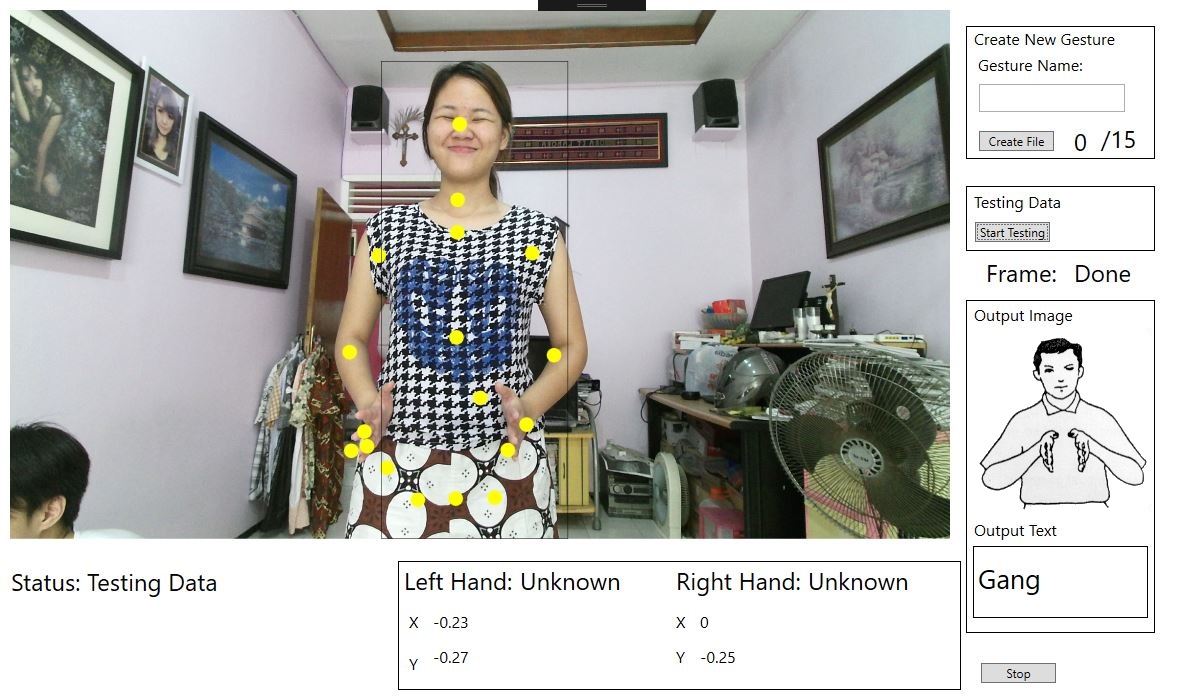 Create New Gesture
Gesture Name:
Create File
0 /15
Testing Data
Start Testing
Frame: Done
Output Image
Output Text
Gang
Status: Testing Data
Left Hand: Unknown
X -0.23
Y -0.27
Right Hand: Unknown
X 0
Y -0.25
Stop